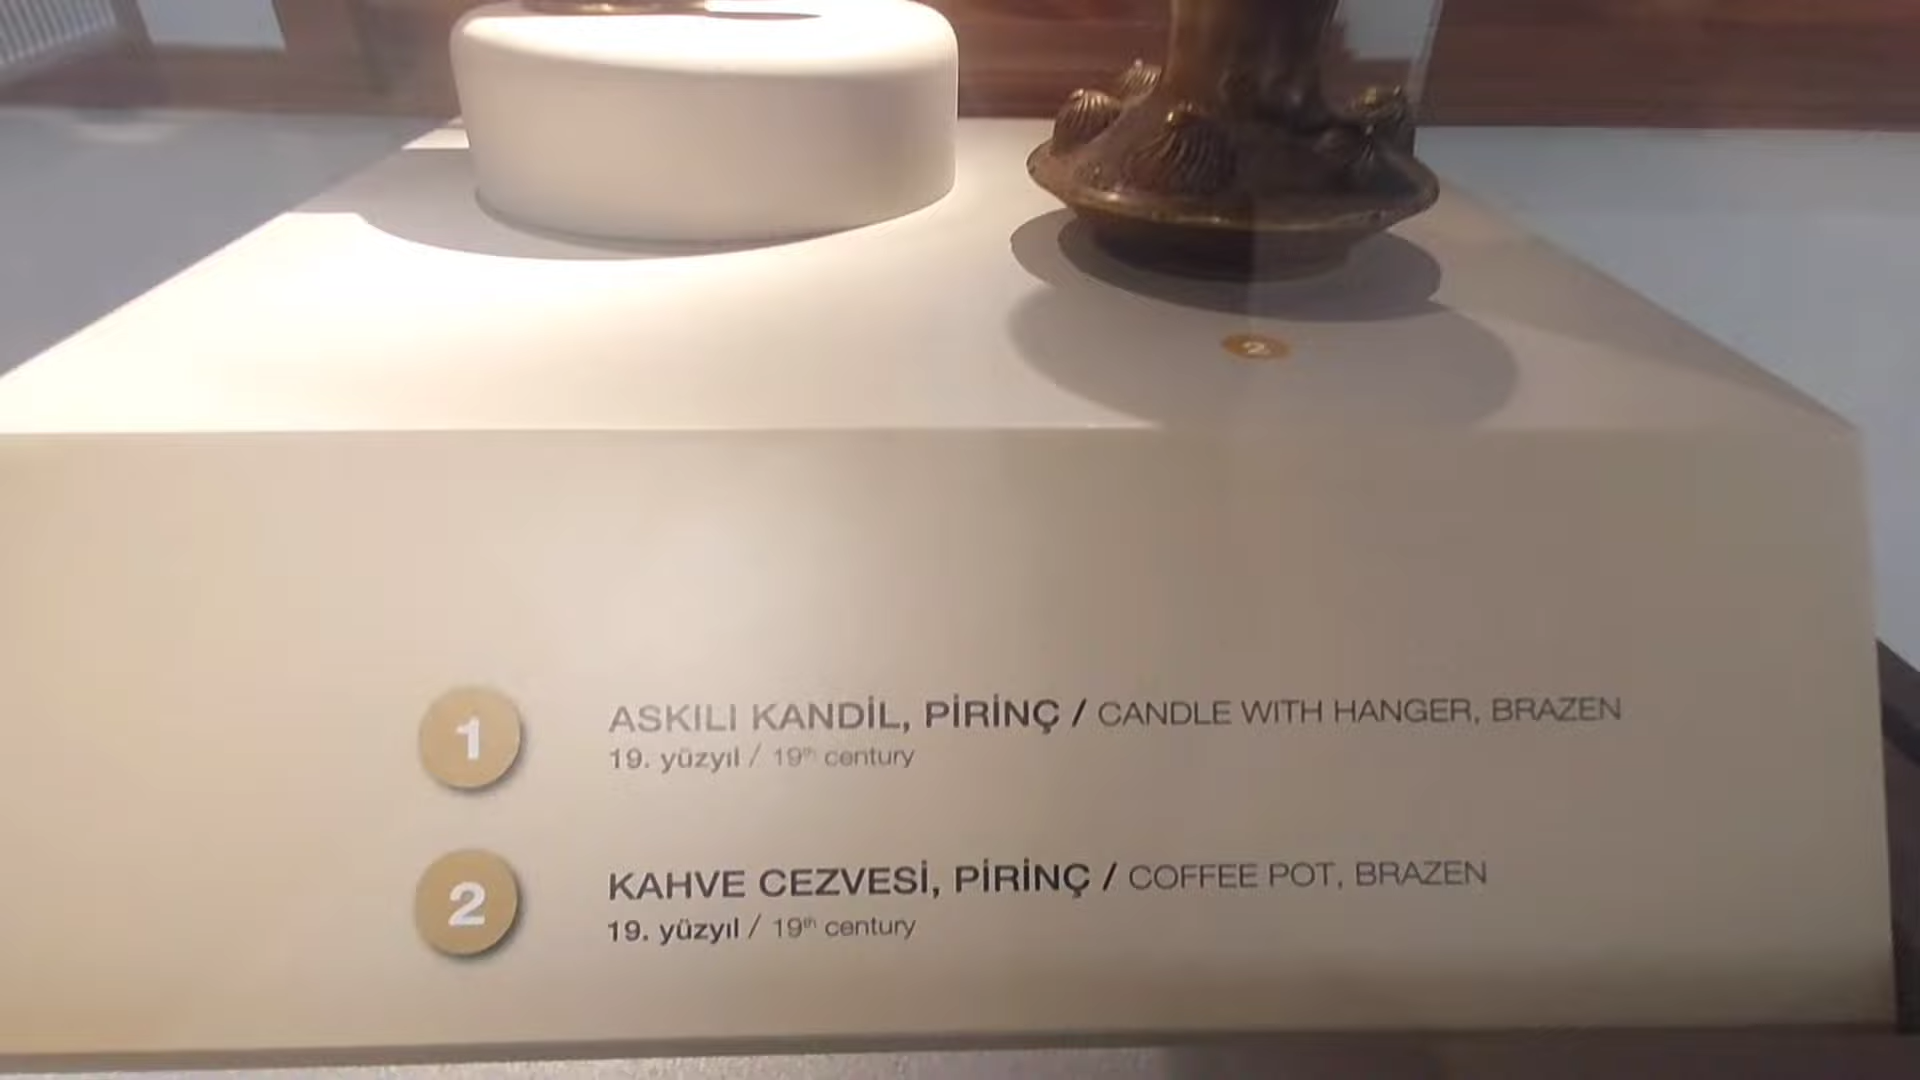 2
1
ASKILI KANDİL, PİRİNÇ / CANDLE WITH HANGER, BRAZEN
19. yüzyıl / 19th century
2
KAHVE CEZVESİ, PİRİNÇ / COFFEE POT, BRAZEN
19. yüzyıl / 19th century